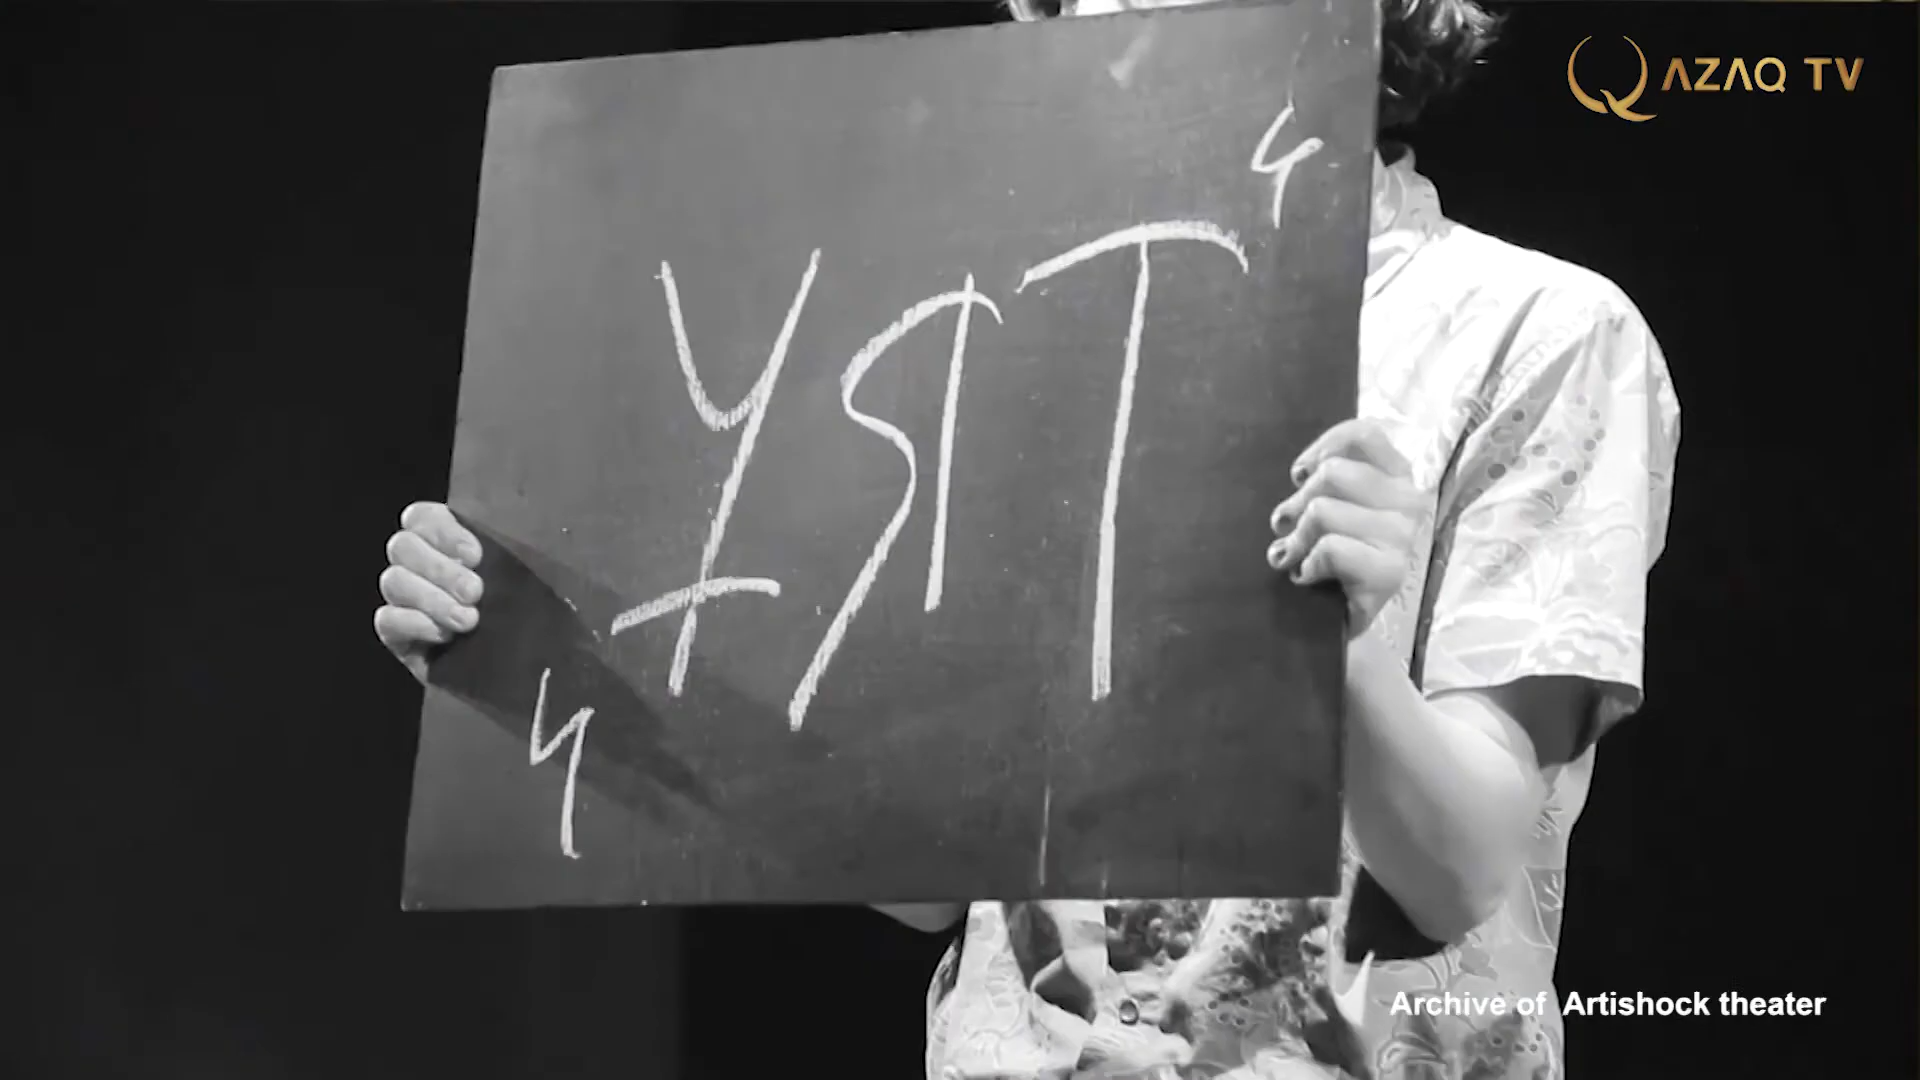 QAZAQ TV
ҰЯТ
Archive of Artishock theater